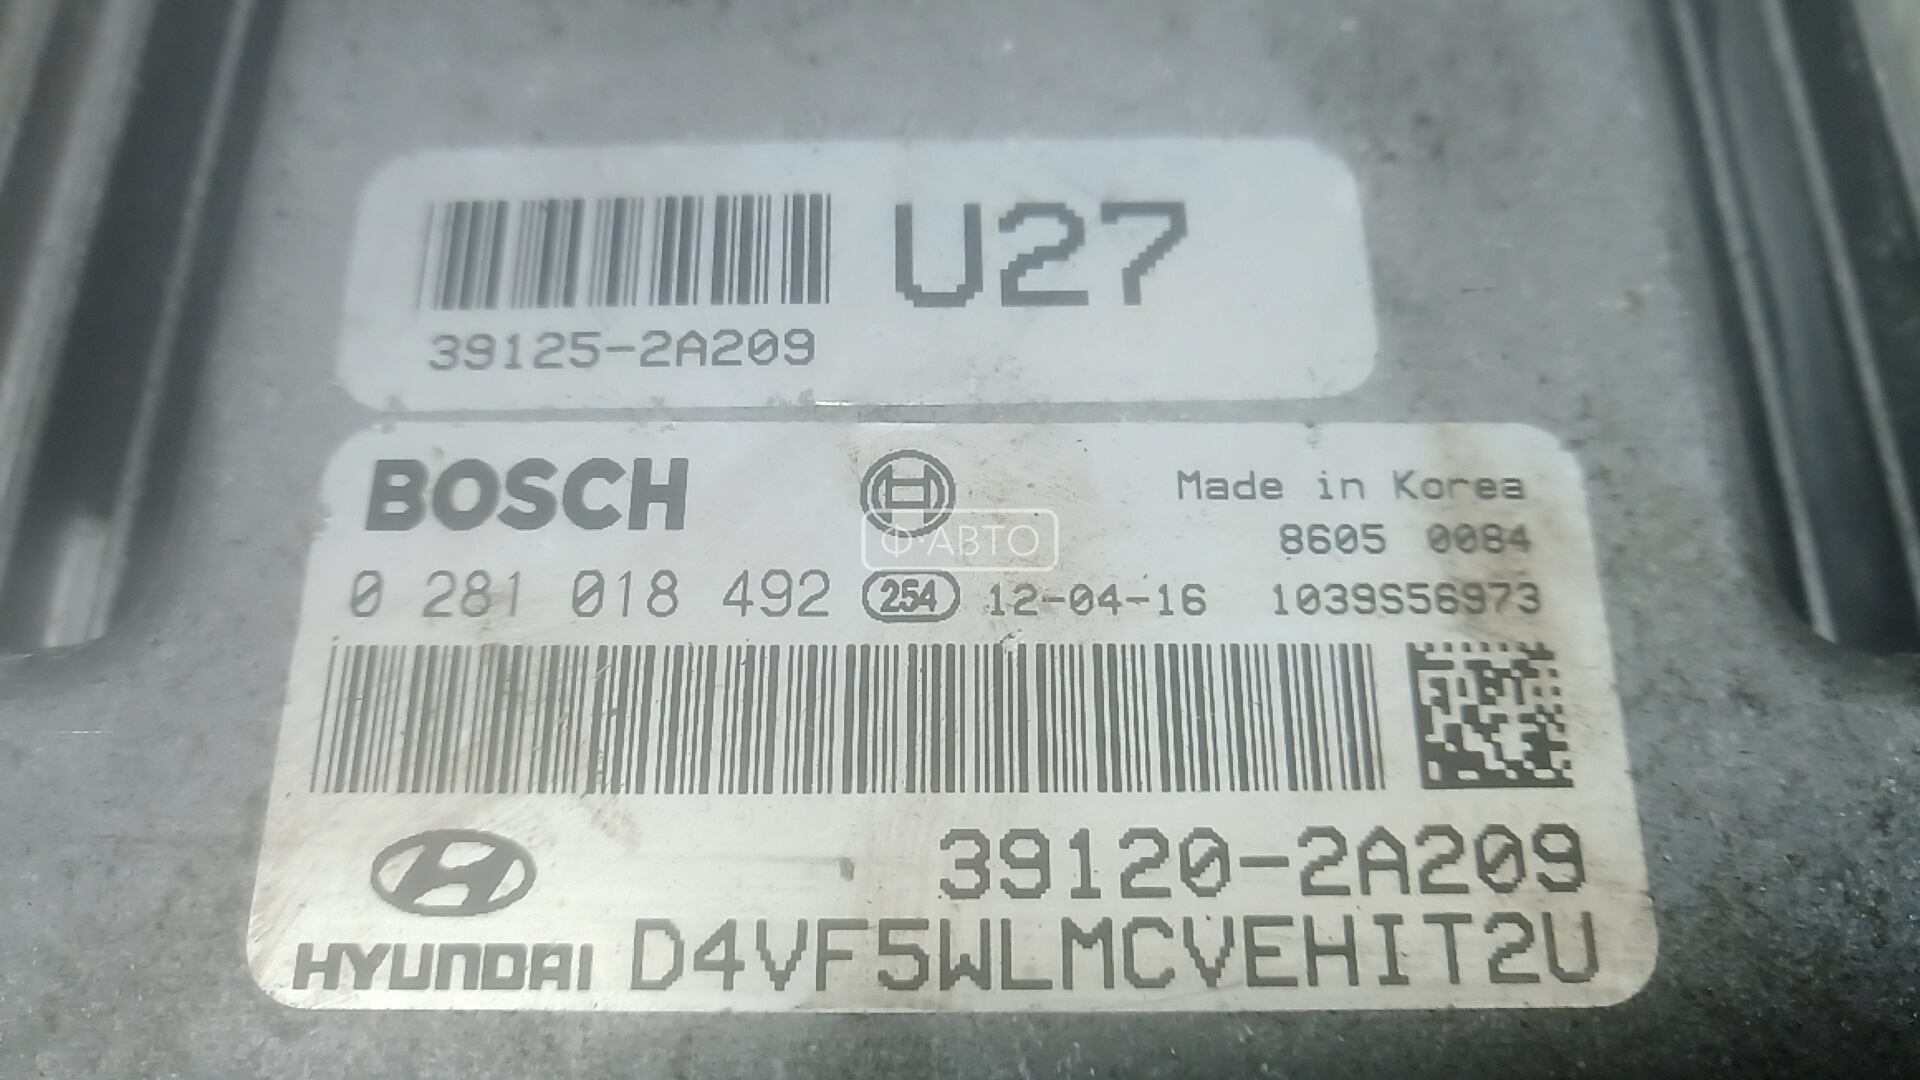 U27
39125-2A209
BOSCH
Made in Korea
8605 0084
Ф·АВТО
0 281 018 492 254 12-04-16 1039S56973
39120-2A209
HYUNDAI D4VF5WLMCVEHIT2U